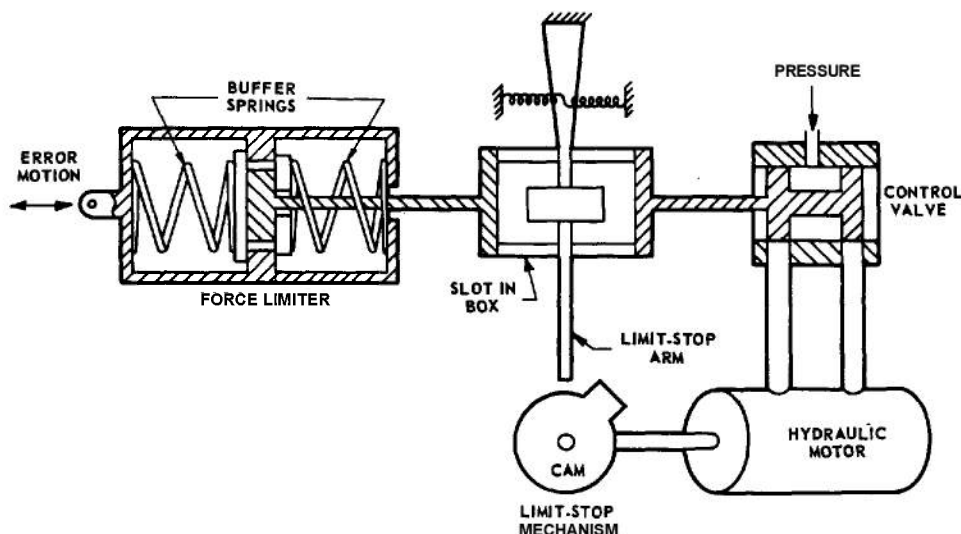 PRESSURE
BUFFER
SPRINGS
ERROR
MOTION
CONTROL
VALVE
FORCE LIMITER
SLOT IN
BOX
LIMIT-STOP
ARM
HYDRAULIC
MOTOR
CAM
LIMIT-STOP
MECHANISM